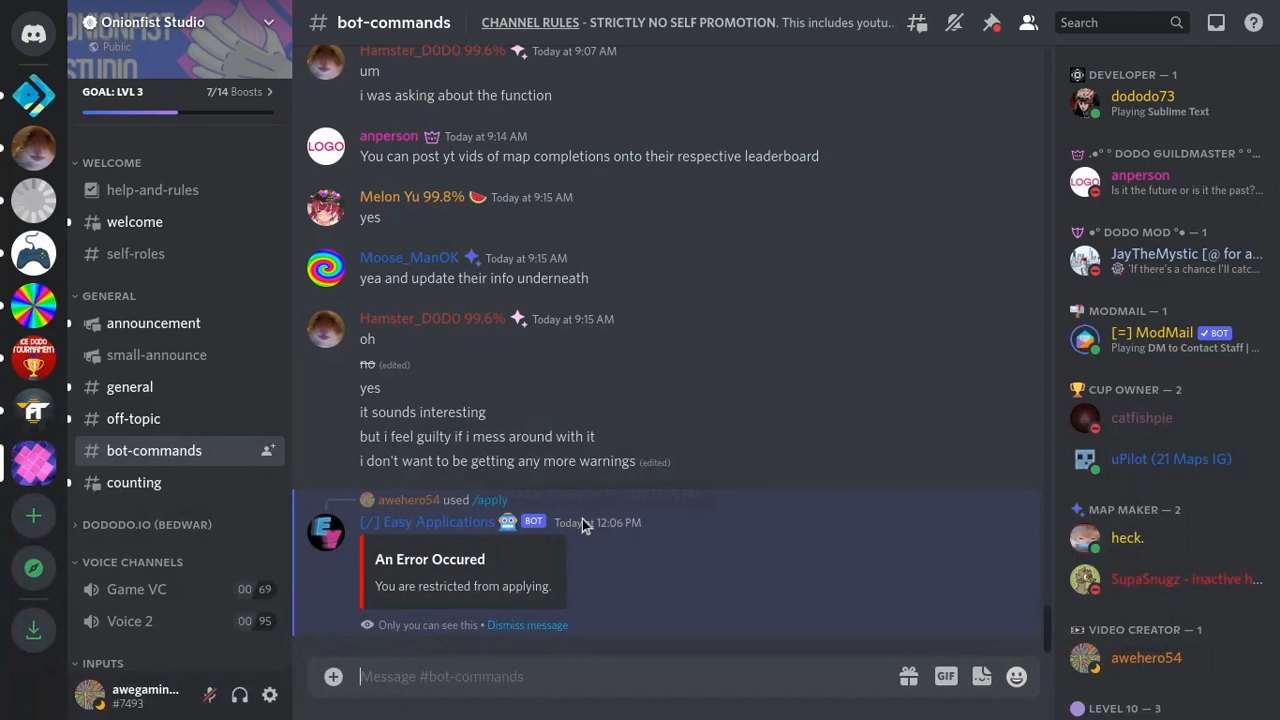 Onionfist Studio
Public
GOAL: LVL 3 7/14 Boosts
WELCOME
help-and-rules
welcome
self-roles
GENERAL
announcement
small-announce
general
off-topic
bot-commands
counting
DODODO.IO (BEDWAR)
VOICE CHANNELS
Game VC 00 69
Voice 2 00 95
INPUTS
awegamin...
#7493
bot-commands CHANNEL RULES - STRICTLY NO SELF PROMOTION. This includes youtu...
Search
Hamster_D0D0 99.6% Today at 9:07 AM
um
i was asking about the function
anperson Today at 9:14 AM
You can post yt vids of map completions onto their respective leaderboard
Melon Yu 99.8% Today at 9:15 AM
yes
Moose_ManOK Today at 9:15 AM
yea and update their info underneath
Hamster_D0D0 99.6% Today at 9:15 AM
oh
no (edited)
yes
it sounds interesting
but i feel guilty if i mess around with it
i don't want to be getting any more warnings (edited)
awehero54 used /apply
[/] Easy Applications BOT Today at 12:06 PM
An Error Occured
You are restricted from applying.
Only you can see this • Dismiss message
Message #bot-commands
GIF
DEVELOPER — 1
dododo73
Playing Sublime Text
.•° ° DODO GUILDMASTER ° °...
LOGO
anperson
Is it the future or is it the past?...
•° DODO MOD °• — 1
JayTheMystic [@ for a...
'If there's a chance I'll catc...
MODMAIL — 1
[=] ModMail BOT
Playing DM to Contact Staff | ...
CUP OWNER — 2
catfishpie
uPilot (21 Maps IG)
MAP MAKER — 2
heck.
SupaSnugz - inactive h...
VIDEO CREATOR — 1
awehero54
LEVEL 10 — 3